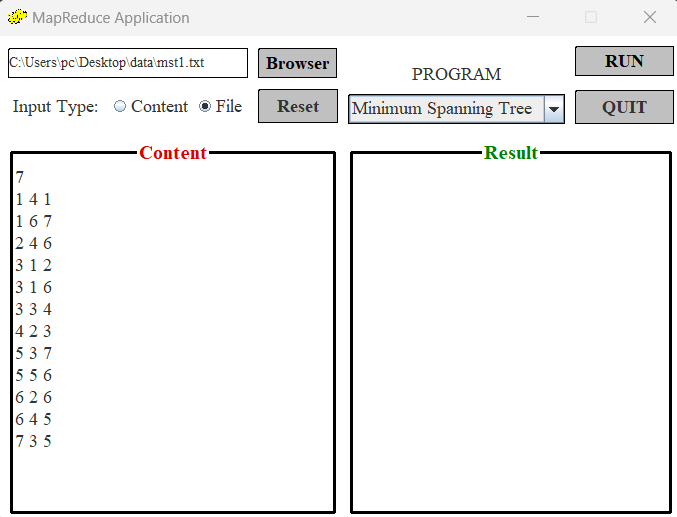 MapReduce Application
C:\Users\pc\Desktop\data\mst1.txt
Browser
PROGRAM
RUN
Input Type:
Content
File
Reset
Minimum Spanning Tree
QUIT
Content
7
1 4 1
1 6 7
2 4 6
3 1 2
3 1 6
3 3 4
4 2 3
5 3 7
5 5 6
6 2 6
6 4 5
7 3 5
Result